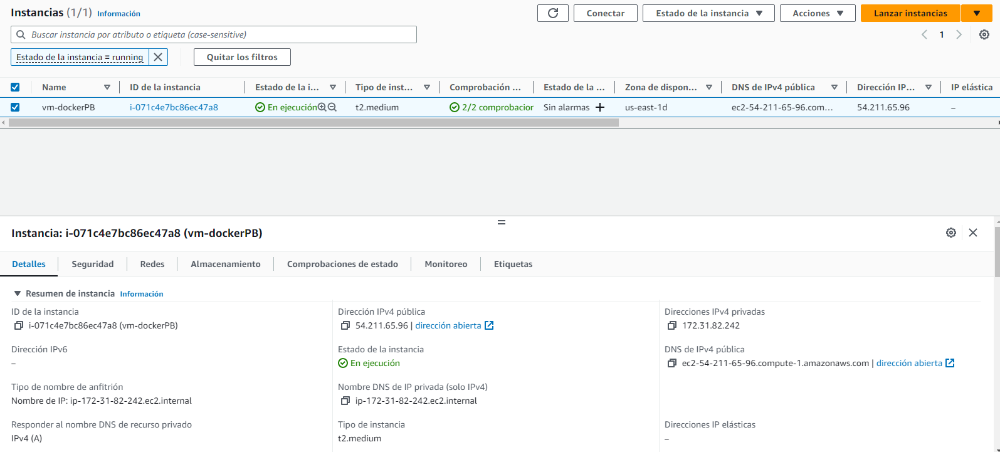 Instancias (1/1) Información
Conectar
Estado de la instancia
Acciones
Lanzar instancias
Buscar instancia por atributo o etiqueta (case-sensitive)
1
Estado de la instancia = running
Quitar los filtros
Name ID de la instancia Estado de la i... Tipo de inst... Comprobación ... Estado de la ... Zona de dispon... DNS de IPv4 pública Dirección IP... IP elástica
vm-dockerPB i-071c4e7bc86ec47a8 En ejecución t2.medium 2/2 comprobacior Sin alarmas us-east-1d ec2-54-211-65-96.com... 54.211.65.96 –
Instancia: i-071c4e7bc86ec47a8 (vm-dockerPB)
Detalles Seguridad Redes Almacenamiento Comprobaciones de estado Monitoreo Etiquetas
Resumen de instancia Información
ID de la instancia Dirección IPv4 pública Direcciones IPv4 privadas
i-071c4e7bc86ec47a8 (vm-dockerPB) 54.211.65.96 | dirección abierta 172.31.82.242
Dirección IPv6 Estado de la instancia DNS de IPv4 pública
– En ejecución ec2-54-211-65-96.compute-1.amazonaws.com | dirección abierta
Tipo de nombre de anfitrión Nombre DNS de IP privada (solo IPv4)
Nombre de IP: ip-172-31-82-242.ec2.internal ip-172-31-82-242.ec2.internal
Responder al nombre DNS de recurso privado Tipo de instancia Direcciones IP elásticas
IPv4 (A) t2.medium –